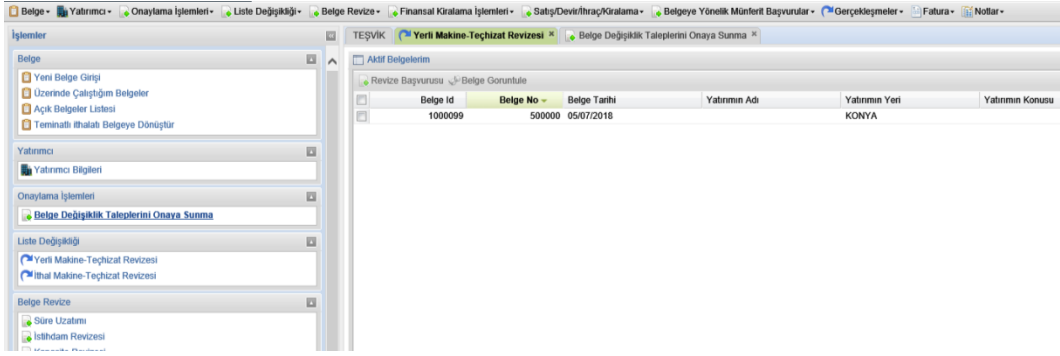 Belge Yatırımcı Onaylama İşlemleri Liste Değişikliği Belge Revize Finansal Kiralama İşlemleri Satış/Devir/İhraç/Kiralama Belgeye Yönelik Münferit Başvurular Gerçekleşmeler Fatura Notlar
İşlemler
Belge
Yeni Belge Girişi
Üzerinde Çalıştığım Belgeler
Açık Belgeler Listesi
Teminatlı ithalatı Belgeye Dönüştür
Yatırımcı
Yatırımcı Bilgileri
Onaylama İşlemleri
Belge Değişiklik Taleplerini Onaya Sunma
Liste Değişikliği
Yerli Makine-Teçhizat Revizesi
İthal Makine-Teçhizat Revizesi
Belge Revize
Süre Uzatımı
İstihdam Revizesi
TEŞVİK Yerli Makine-Teçhizat Revizesi × Belge Değişiklik Taleplerini Onaya Sunma ×
Aktif Belgelerim
Revize Başvurusu Belge Goruntule
Belge Id Belge No Belge Tarihi Yatırımın Adı Yatırımın Yeri Yatırımın Konusu
1000099 500000 05/07/2018 KONYA